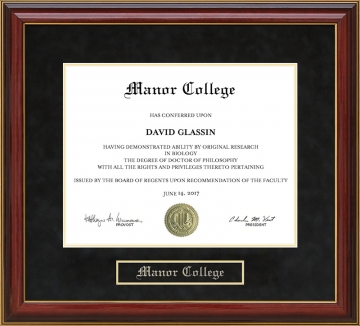 Manor College
HAS CONFERRED UPON
DAVID GLASSIN
HAVING DEMONSTRATED ABILITY BY ORIGINAL RESEARCH
IN BIOLOGY
THE DEGREE OF DOCTOR OF PHILOSOPHY
WITH ALL THE RIGHTS AND PRIVILEGES THERETO PERTAINING
ISSUED BY THE BOARD OF REGENTS UPON RECOMMENDATION OF THE FACULTY
JUNE 14, 2017
PROVOST
PRESIDENT
Manor College